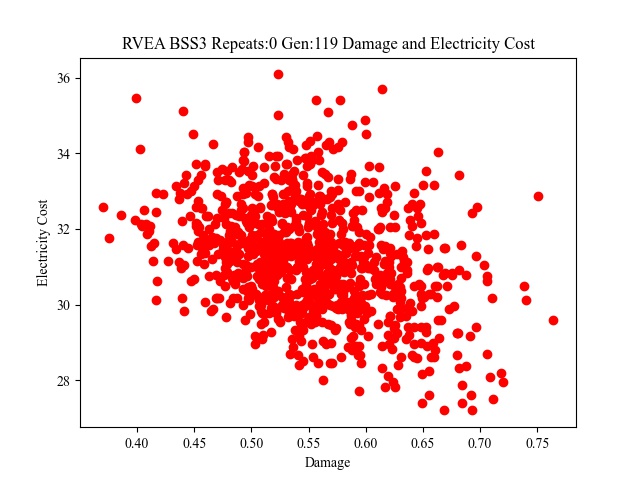 RVEA BSS3 Repeats:0 Gen:119 Damage and Electricity Cost
36
34
32
30
28
Electricity Cost
0.40 0.45 0.50 0.55 0.60 0.65 0.70 0.75
Damage